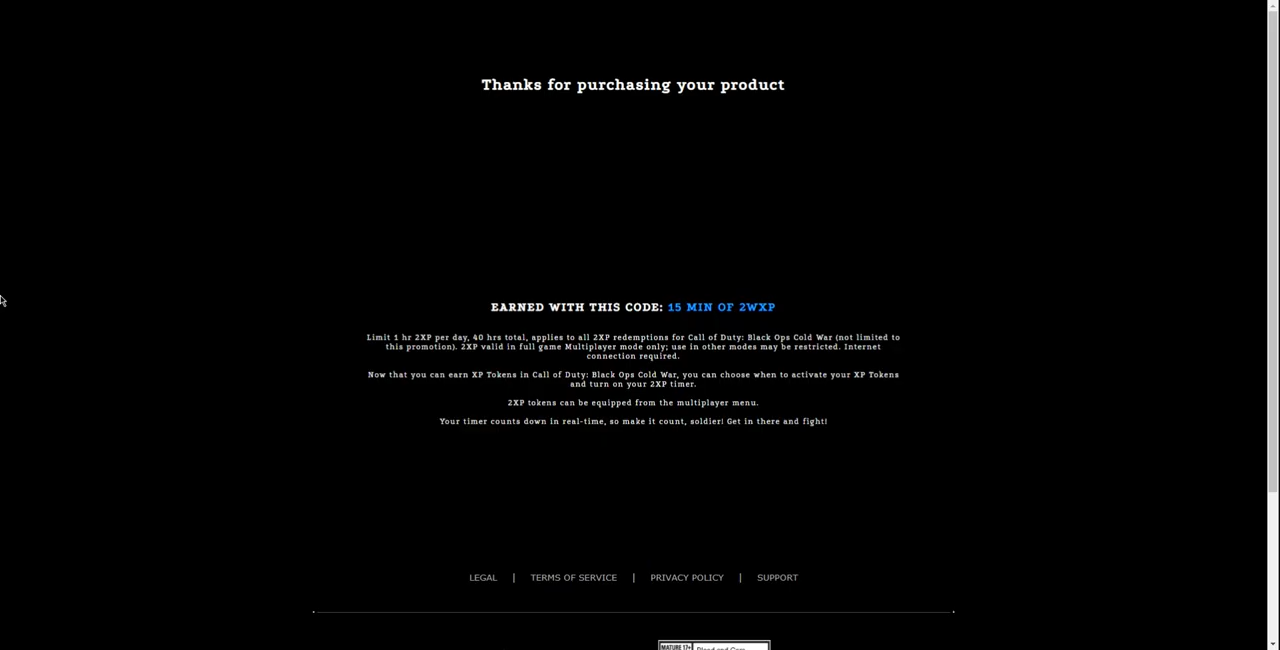 Thanks for purchasing your product
EARNED WITH THIS CODE: 15 MIN OF 2WXP
Limit 1 hr 2XP per day, 40 hrs total, applies to all 2XP redemptions for Call of Duty: Black Ops Cold War (not limited to
this promotion). 2XP valid in full game Multiplayer mode only; use in other modes may be restricted. Internet
connection required.
Now that you can earn XP Tokens in Call of Duty: Black Ops Cold War, you can choose when to activate your XP Tokens
and turn on your 2XP timer.
2XP tokens can be equipped from the multiplayer menu.
Your timer counts down in real-time, so make it count, soldier! Get in there and fight!
LEGAL | TERMS OF SERVICE | PRIVACY POLICY | SUPPORT
MATURE 17+